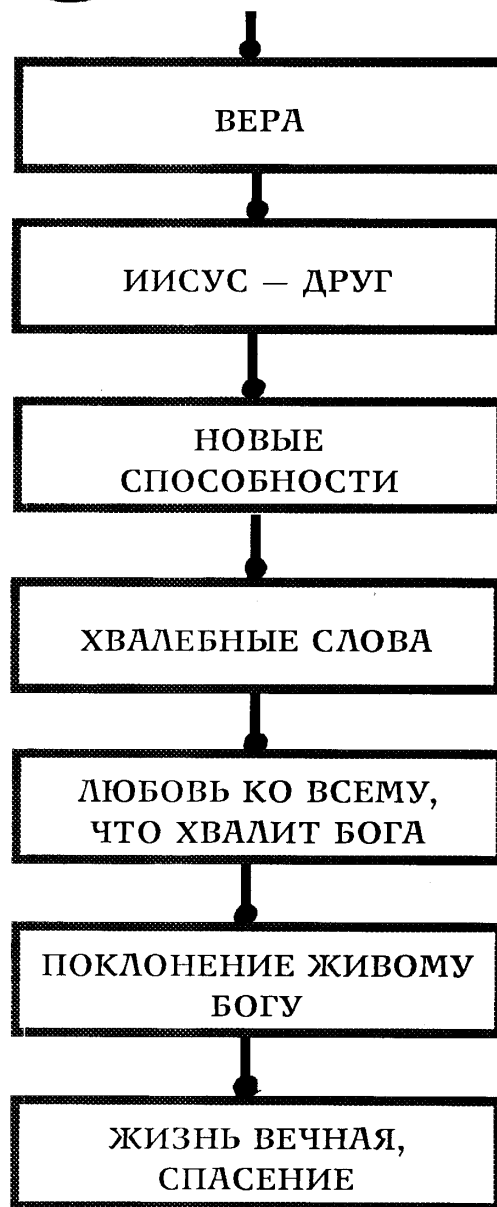 ВЕРА
ИИСУС — ДРУГ
НОВЫЕ
СПОСОБНОСТИ
ХВАЛЕБНЫЕ СЛОВА
ЛЮБОВЬ КО ВСЕМУ,
ЧТО ХВАЛИТ БОГА
ПОКЛОНЕНИЕ ЖИВОМУ
БОГУ
ЖИЗНЬ ВЕЧНАЯ,
СПАСЕНИЕ